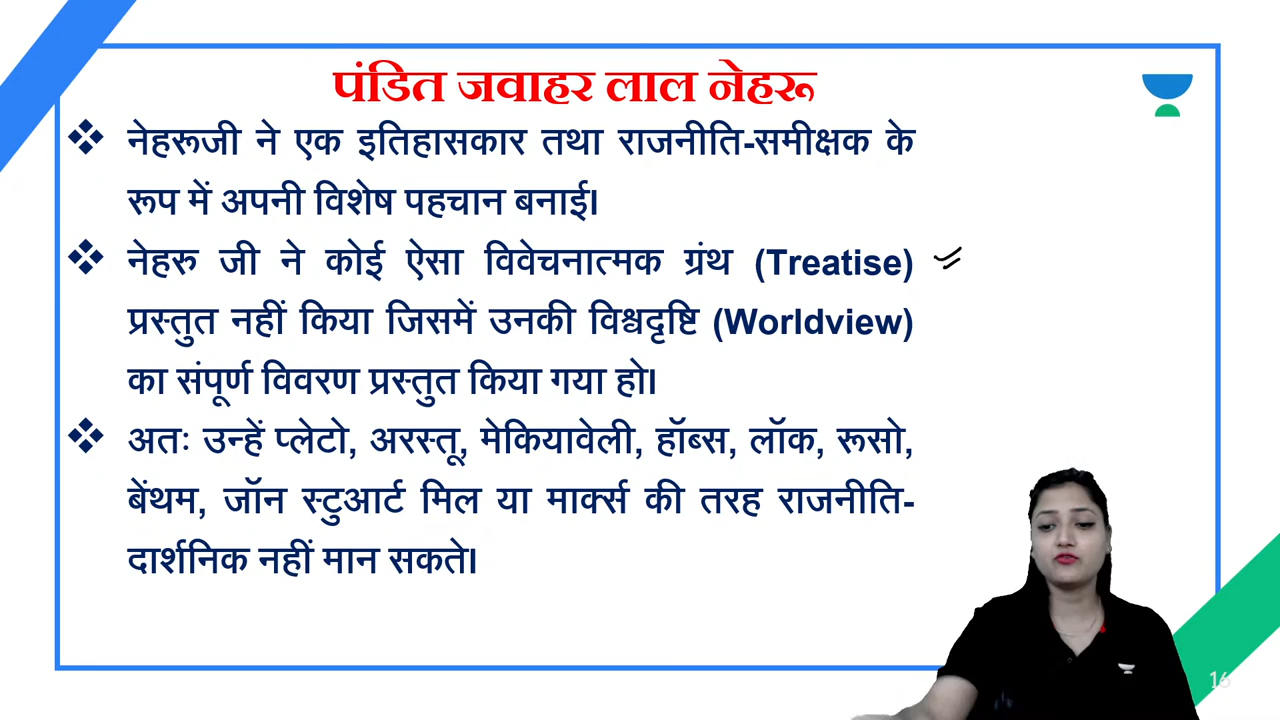 पंडित जवाहर लाल नेहरू
नेहरूजी ने एक इतिहासकार तथा राजनीति-समीक्षक के
रूप में अपनी विशेष पहचान बनाई।
नेहरु जी ने कोई ऐसा विवेचनात्मक ग्रंथ (Treatise)
प्रस्तुत नहीं किया जिसमें उनकी विश्वदृष्टि (Worldview)
का संपूर्ण विवरण प्रस्तुत किया गया हो।
अतः उन्हें प्लेटो, अरस्तू, मेकियावेली, हॉब्स, लॉक, रूसो,
बेंथम, जॉन स्टुआर्ट मिल या मार्क्स की तरह राजनीति-
दार्शनिक नहीं मान सकते।
16